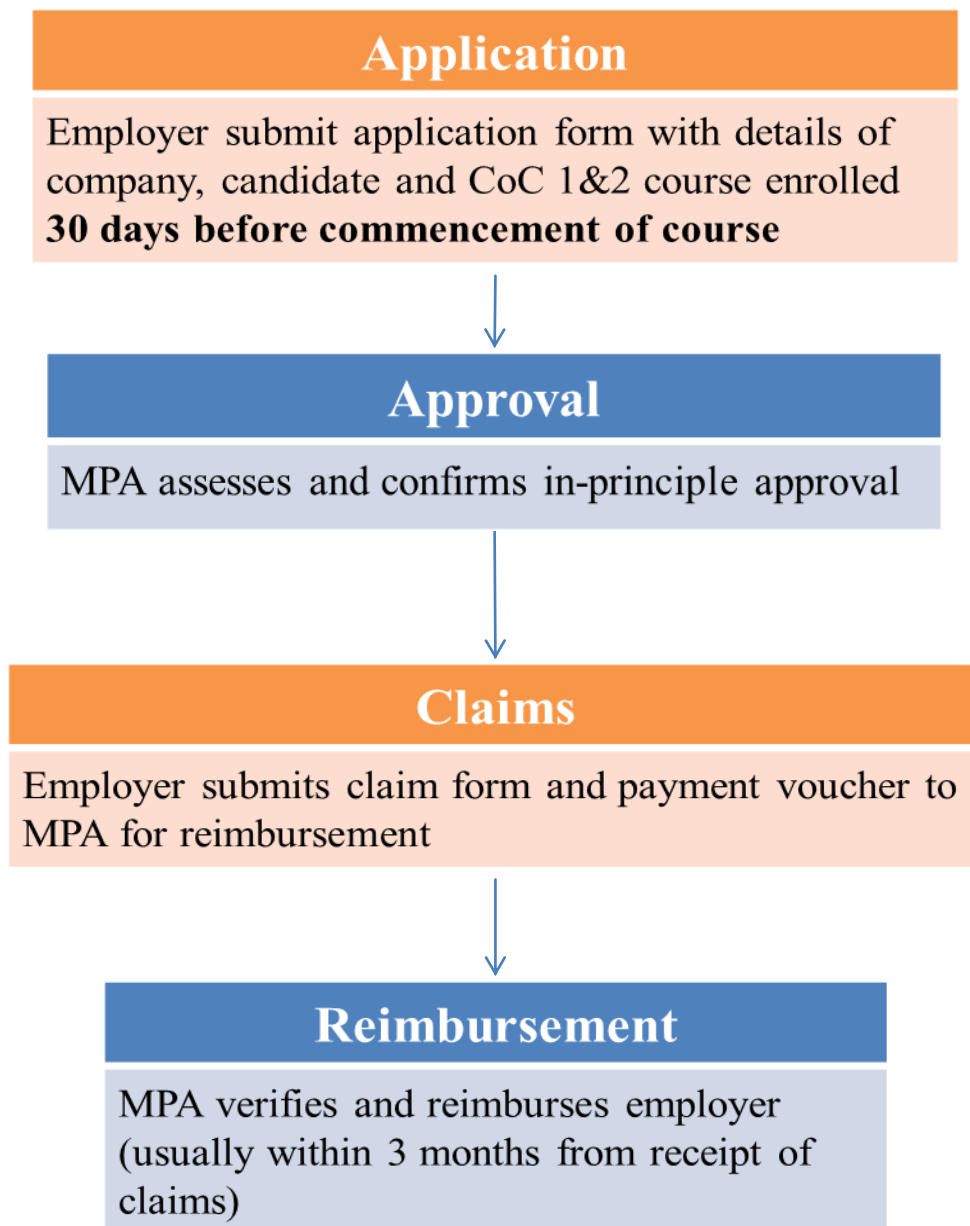 Application
Employer submit application form with details of
company, candidate and CoC 1&2 course enrolled
30 days before commencement of course
Approval
MPA assesses and confirms in-principle approval
Claims
Employer submits claim form and payment voucher to
MPA for reimbursement
Reimbursement
MPA verifies and reimburses employer
(usually within 3 months from receipt of
claims)